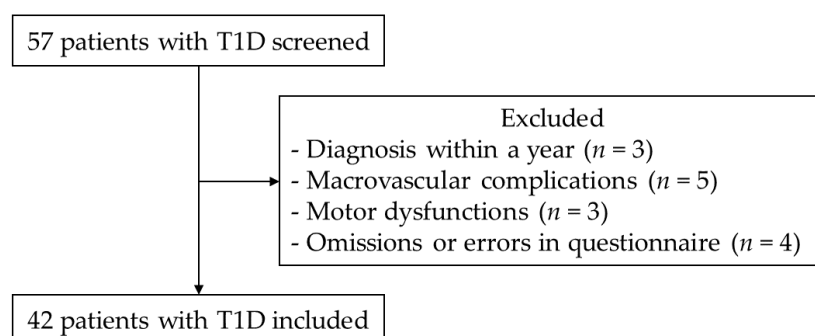 57 patients with T1D screened
Excluded
- Diagnosis within a year (n = 3)
- Macrovascular complications (n = 5)
- Motor dysfunctions (n = 3)
- Omissions or errors in questionnaire (n = 4)
42 patients with T1D included